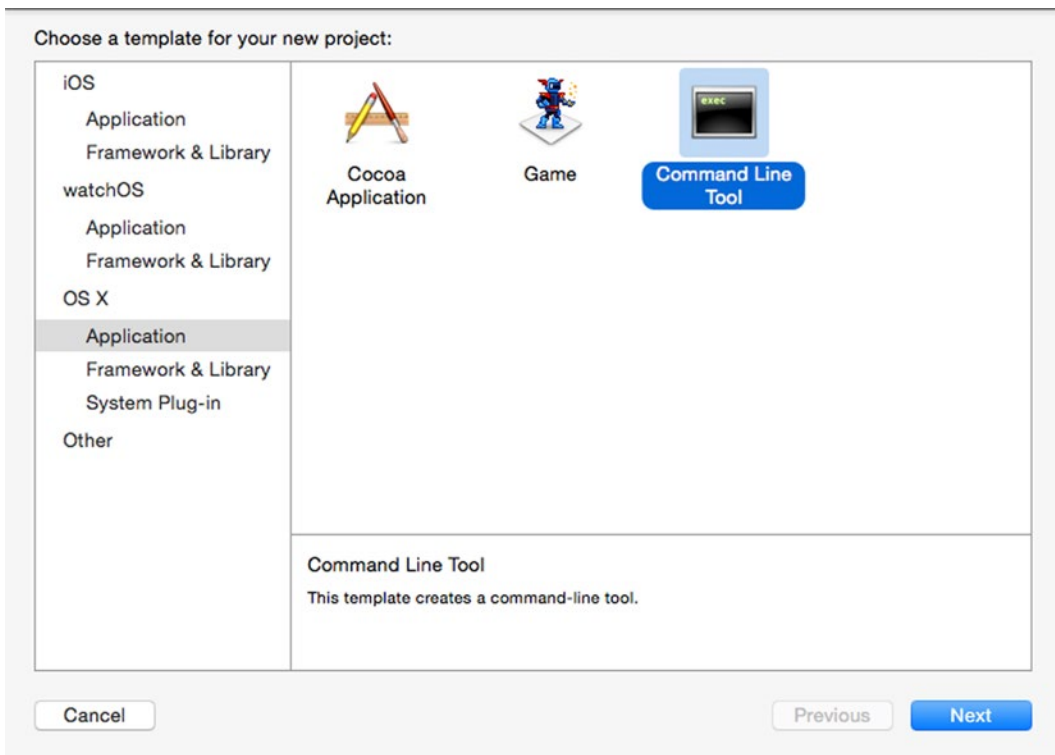 Choose a template for your new project:
iOS
Application
Framework & Library
watchOS
Application
Framework & Library
OS X
Application
Framework & Library
System Plug-in
Other
Cocoa
Application
Game
exec
Command Line
Tool
Command Line Tool
This template creates a command-line tool.
Cancel
Previous
Next